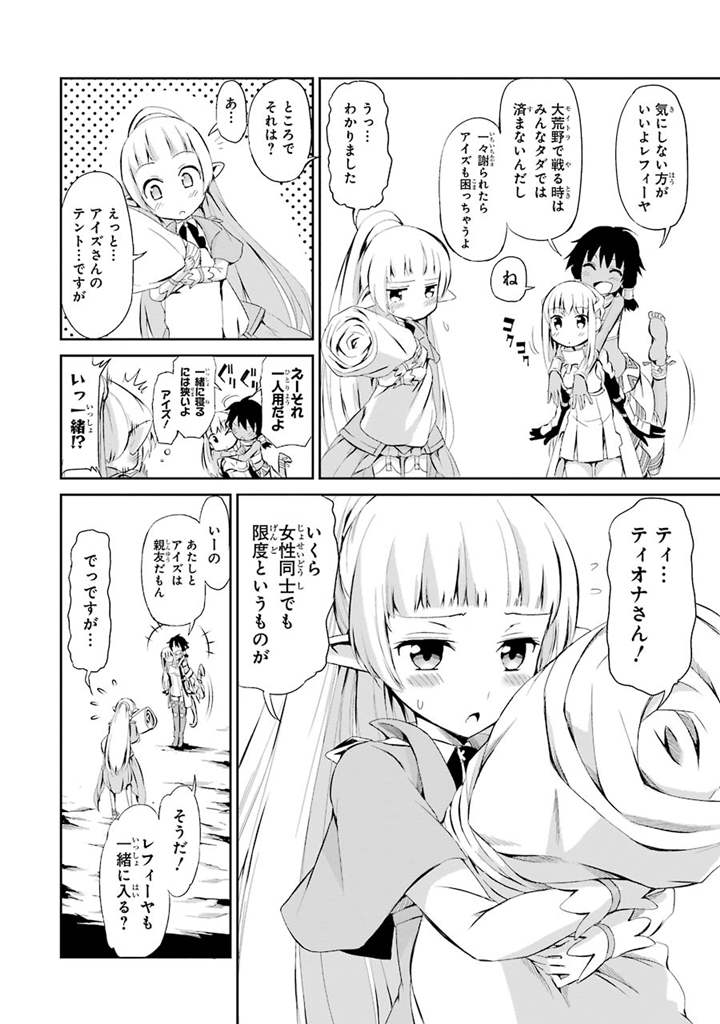 気にしない方が
いいよレフィーヤ
大荒野で戦る時は
みんなタダでは
済まないんだし
一々謝られたら
アイズも困っちゃうよ
ね
コクコク
うっ…
わかりました
ところで
それは？
あ…
えっと…
アイズさんの
テント…ですが
えーそれ
一人用だよ
一緒に寝る
には狭いよ
アイズ！
ぐぃ
ぐぃ
いっ一緒!?
ティ…
ティオナさん！
いくら
女性同士でも
限度というものが
いーの
あたしと
アイズは
親友だもん
でっですが…
そうだ！
レフィーヤも
一緒に入る？